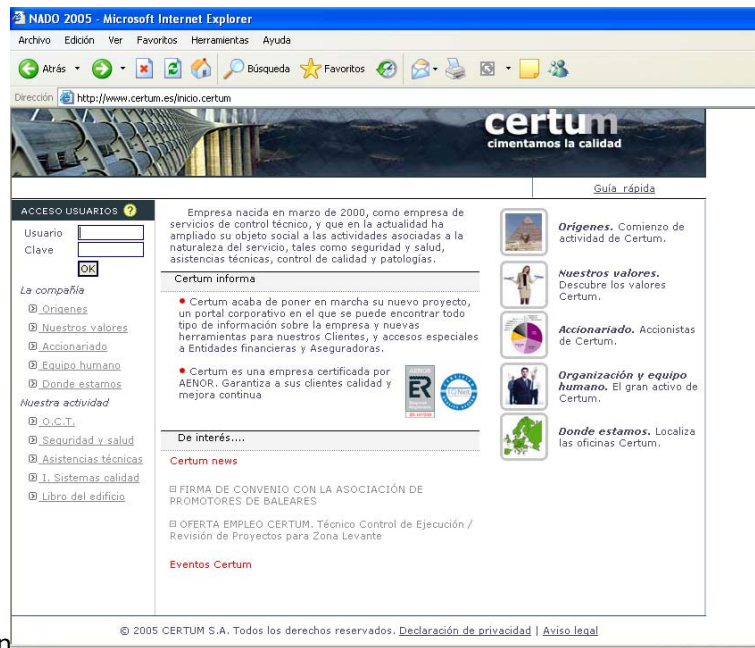 NADO 2005 - Microsoft Internet Explorer
Archivo Edición Ver Favoritos Herramientas Ayuda
Atrás Búsqueda Favoritos
Dirección http://www.certum.es/inicio.certum
certum
cimentamos la calidad
Guía rápida
ACCESO USUARIOS ?
Usuario
Clave
OK
La compañia
Origenes
Nuestros valores
Accionariado
Equipo humano
Donde estamos
Nuestra actividad
O.C.T.
Seguridad y salud
Asistencias técnicas
I. Sistemas calidad
Libro del edificio
Empresa nacida en marzo de 2000, como empresa de
servicios de control técnico, y que en la actualidad ha
ampliado su objeto social a las actividades asociadas a la
naturaleza del servicio, tales como seguridad y salud,
asistencias técnicas, control de calidad y patologías.
Certum informa
Certum acaba de poner en marcha su nuevo proyecto,
un portal corporativo en el que se puede encontrar todo
tipo de información sobre la empresa y nuevas
herramientas para nuestros Clientes, y accesos especiales
a Entidades financieras y Aseguradoras.
Certum es una empresa certificada por
AENOR. Garantiza a sus clientes calidad y
mejora continua
AENOR
ER
IQNet
De interés....
Certum news
FIRMA DE CONVENIO CON LA ASOCIACIÓN DE
PROMOTORES DE BALEARES
OFERTA EMPLEO CERTUM. Técnico Control de Ejecución /
Revisión de Proyectos para Zona Levante
Eventos Certum
Orígenes. Comienzo de
actividad de Certum.
Nuestros valores.
Descubre los valores
Certum.
Accionariado. Accionistas
de Certum.
Organización y equipo
humano. El gran activo de
Certum.
Donde estamos. Localiza
las oficinas Certum.
© 2005 CERTUM S.A. Todos los derechos reservados. Declaración de privacidad | Aviso legal